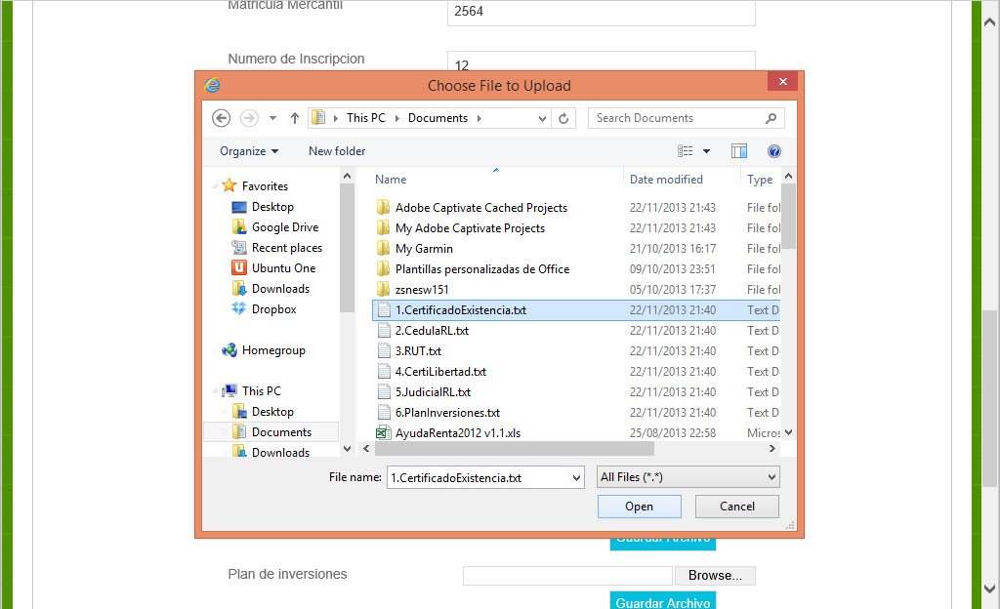 Matricula Mercantil
2564
Numero de Inscripcion
12
Choose File to Upload
This PC
Documents
Search Documents
Organize
New folder
Name
Date modified
Type
Favorites
Desktop
Google Drive
Recent places
Ubuntu One
Downloads
Dropbox
Homegroup
This PC
Desktop
Documents
Downloads
Adobe Captivate Cached Projects 22/11/2013 21:43 File fol
My Adobe Captivate Projects 22/11/2013 21:43 File fol
My Garmin 21/10/2013 16:17 File fol
Plantillas personalizadas de Office 09/10/2013 23:51 File fol
zsnesw151 05/10/2013 17:37 File fol
1.CertificadoExistencia.txt 22/11/2013 21:40 Text D
2.CedulaRL.txt 22/11/2013 21:40 Text D
3.RUT.txt 22/11/2013 21:40 Text D
4.CertiLibertad.txt 22/11/2013 21:40 Text D
5.JudicialRL.txt 22/11/2013 21:40 Text D
6.PlanInversiones.txt 22/11/2013 21:40 Text D
AyudaRenta2012 v1.1.xls 25/08/2013 22:58 Micros
File name: 1.CertificadoExistencia.txt All Files (*.*)
Open Cancel
Guardar Archivo
Plan de inversiones
Browse...
Guardar Archivo